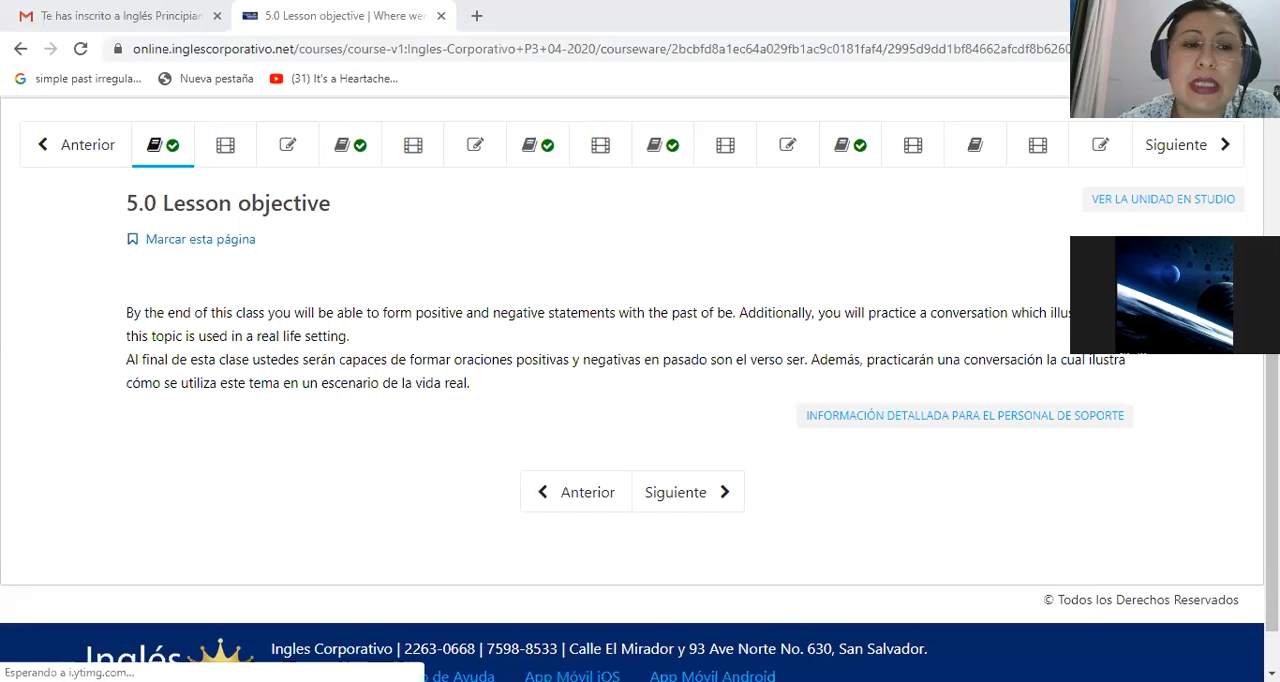 Te has inscrito a Inglés Principian
5.0 Lesson objective | Where wer
online.inglescorporativo.net/courses/course-v1:Ingles-Corporativo+P3+04-2020/courseware/2bcbfd8a1ec64a029fb1ac9c0181faf4/2995d9dd1bf84662afcdf8b6260
simple past irregula... Nueva pestaña (31) It's a Heartache...
Anterior Siguiente
5.0 Lesson objective
VER LA UNIDAD EN STUDIO
Marcar esta página
By the end of this class you will be able to form positive and negative statements with the past of be. Additionally, you will practice a conversation which illus
this topic is used in a real life setting.
Al final de esta clase ustedes serán capaces de formar oraciones positivas y negativas en pasado son el verso ser. Además, practicarán una conversación la cual ilustra
cómo se utiliza este tema en un escenario de la vida real.
INFORMACIÓN DETALLADA PARA EL PERSONAL DE SOPORTE
Anterior Siguiente
© Todos los Derechos Reservados
Inglés
Ingles Corporativo | 2263-0668 | 7598-8533 | Calle El Mirador y 93 Ave Norte No. 630, San Salvador.
Esperando a i.ytimg.com...
o de Ayuda App Móvil iOS App Móvil Android